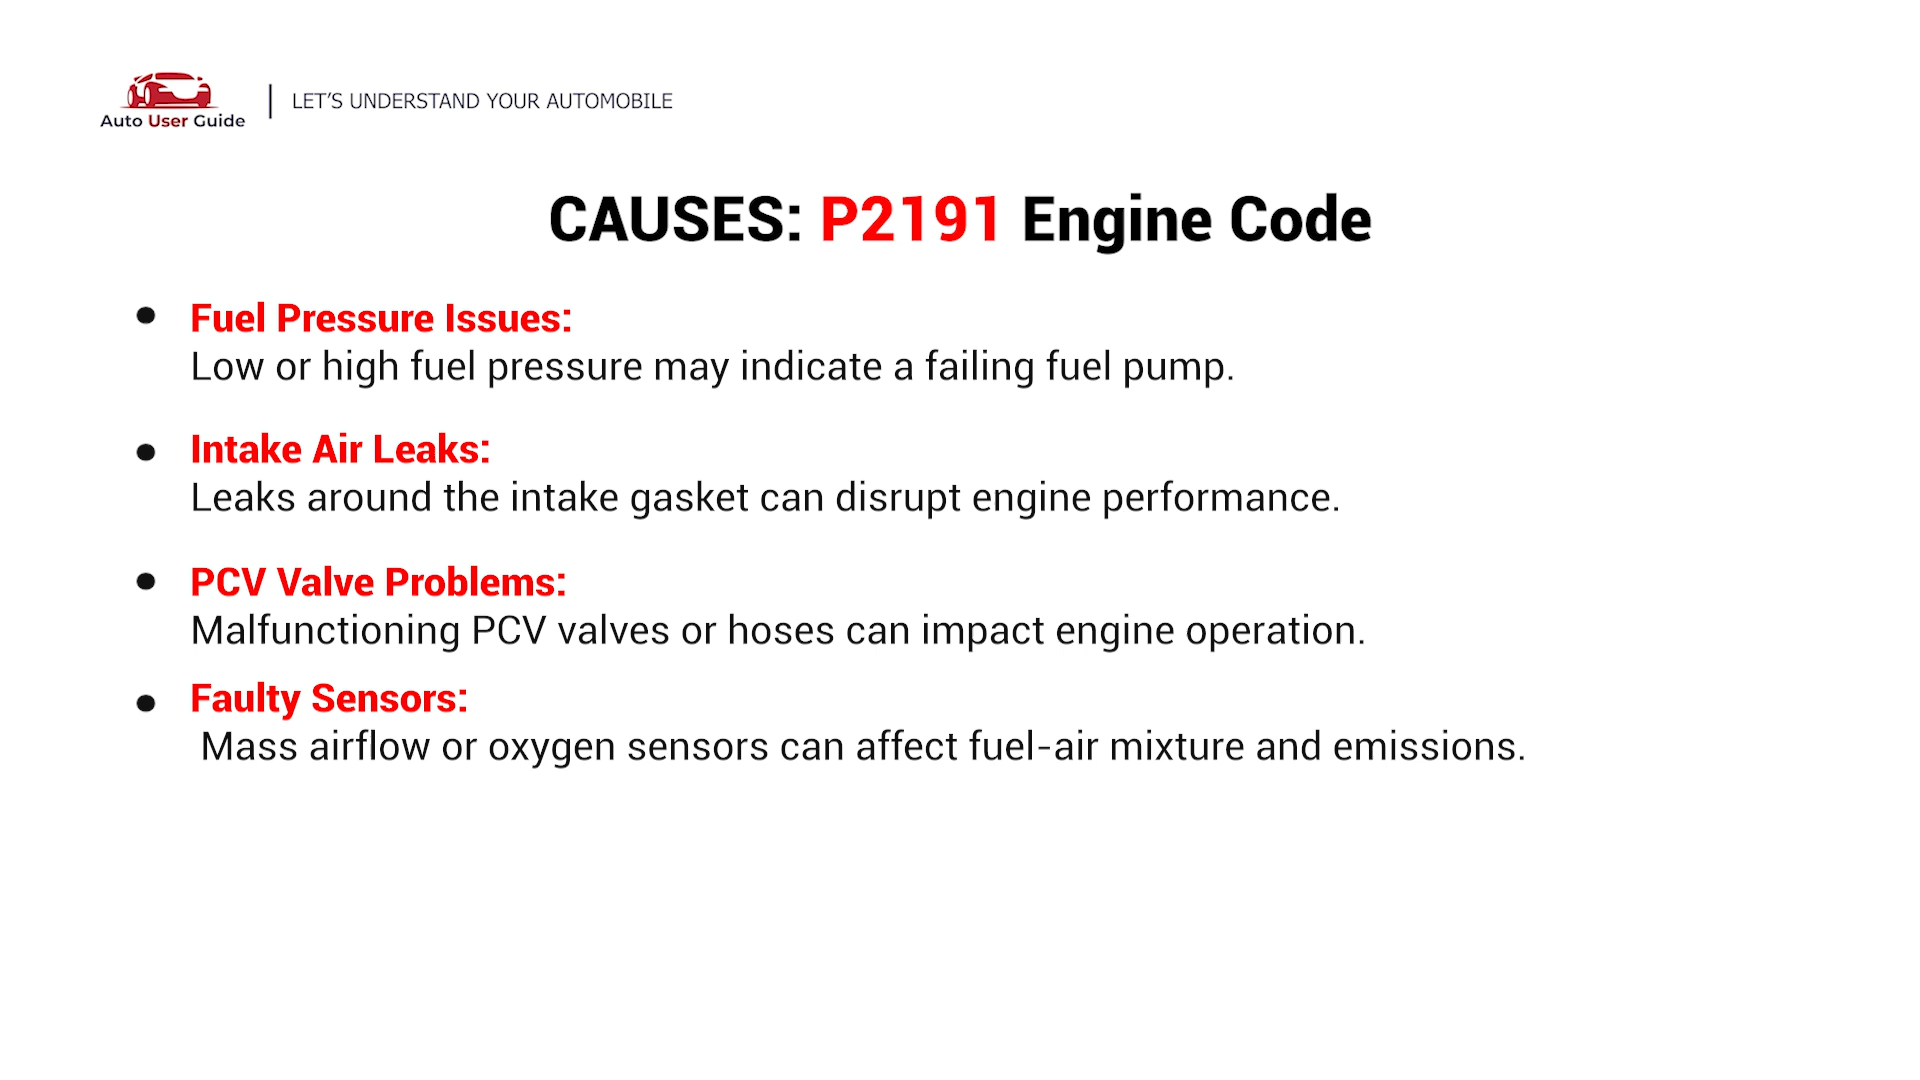 Auto User Guide
LET'S UNDERSTAND YOUR AUTOMOBILE
CAUSES: P2191 Engine Code
• Fuel Pressure Issues:
Low or high fuel pressure may indicate a failing fuel pump.
• Intake Air Leaks:
Leaks around the intake gasket can disrupt engine performance.
• PCV Valve Problems:
Malfunctioning PCV valves or hoses can impact engine operation.
• Faulty Sensors:
Mass airflow or oxygen sensors can affect fuel-air mixture and emissions.